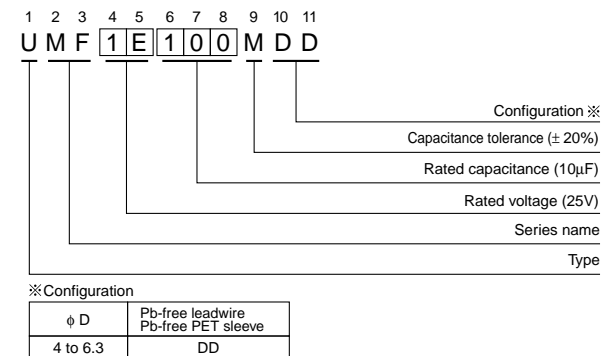 1 2 3 4 5 6 7 8 9 10 11
U M F 1 E 1 0 0 M D D
Configuration ※
Capacitance tolerance (± 20%)
Rated capacitance (10µF)
Rated voltage (25V)
Series name
Type
※Configuration
ϕ D Pb-free leadwire
Pb-free PET sleeve
4 to 6.3 DD